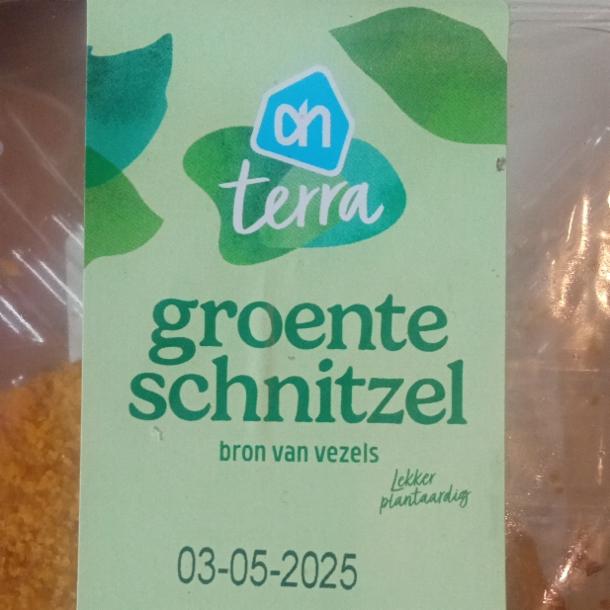 ah
terra
groente
schnitzel
bron van vezels
Lekker
plantaardig
03-05-2025